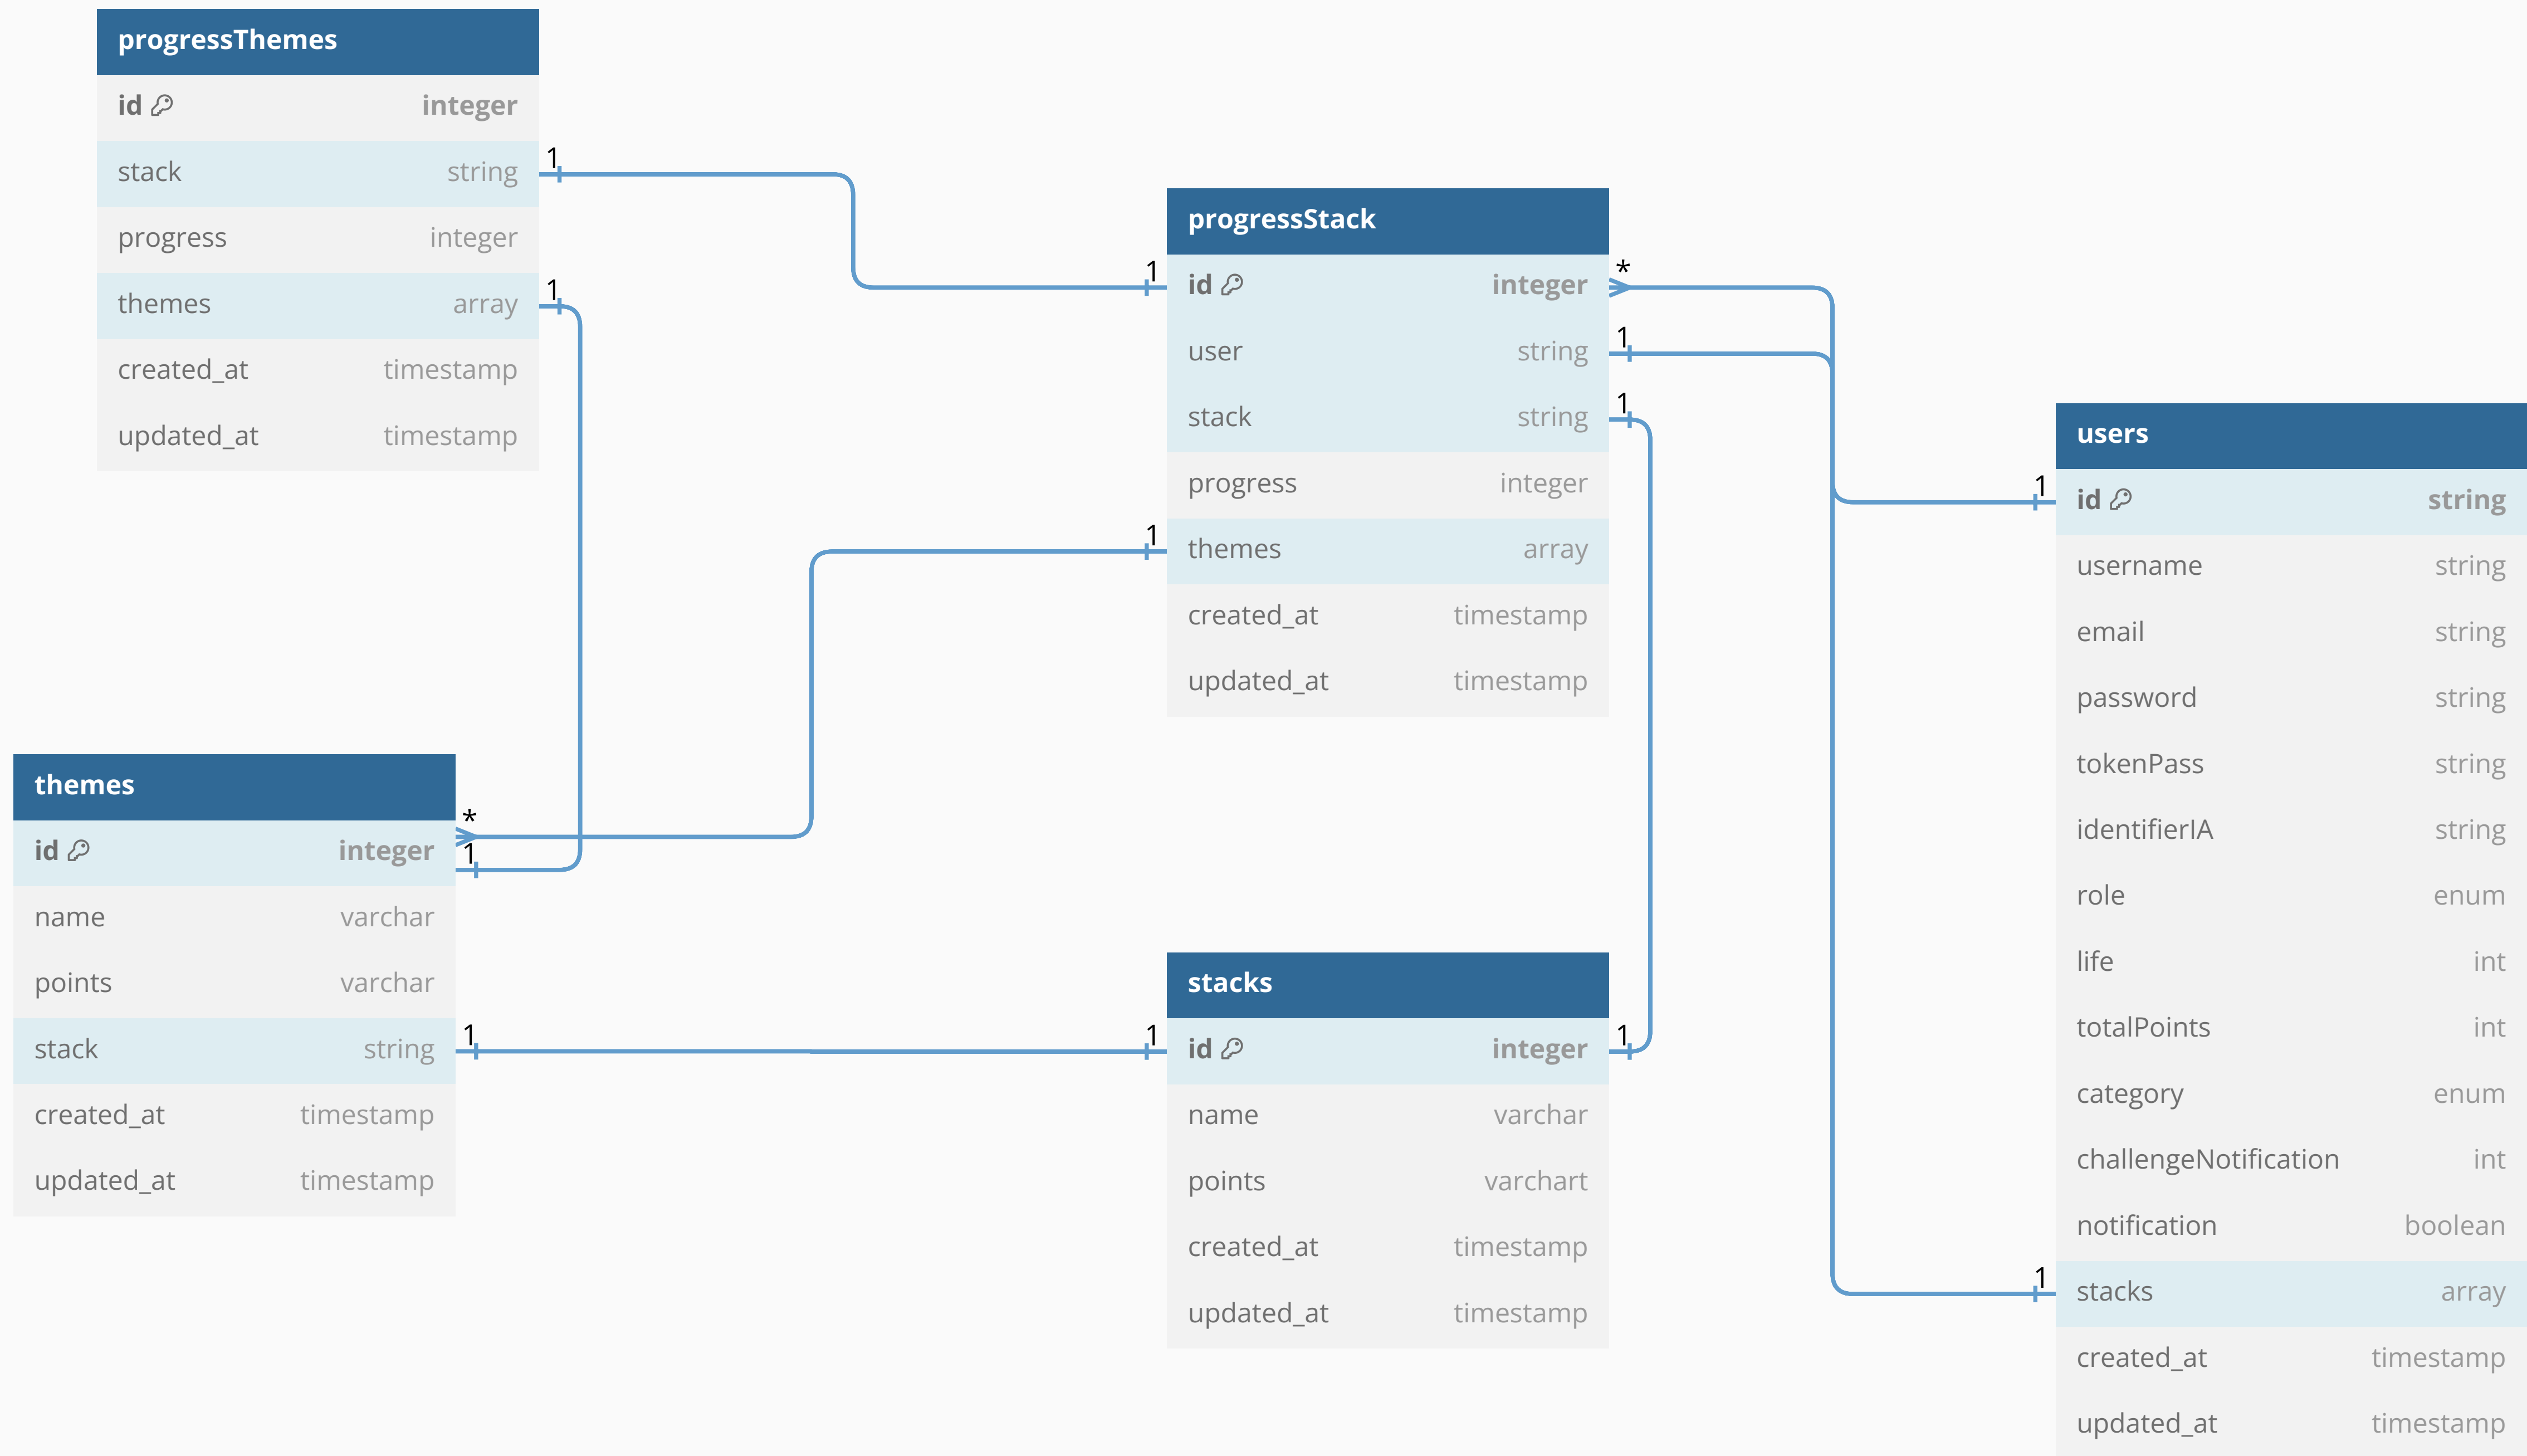 progressThemes
id integer
stack string
progress integer
themes array
created_at timestamp
updated_at timestamp
1
1
progressStack
id integer
user string
stack string
progress integer
themes array
created_at timestamp
updated_at timestamp
1
1
*
1
1
themes
id integer
name varchar
points varchar
stack string
created_at timestamp
updated_at timestamp
*
1
1
stacks
id integer
name varchar
points varchart
created_at timestamp
updated_at timestamp
1
1
users
id string
username string
email string
password string
tokenPass string
identifierIA string
role enum
life int
totalPoints int
category enum
challengeNotification int
notification boolean
stacks array
created_at timestamp
updated_at timestamp
1
1